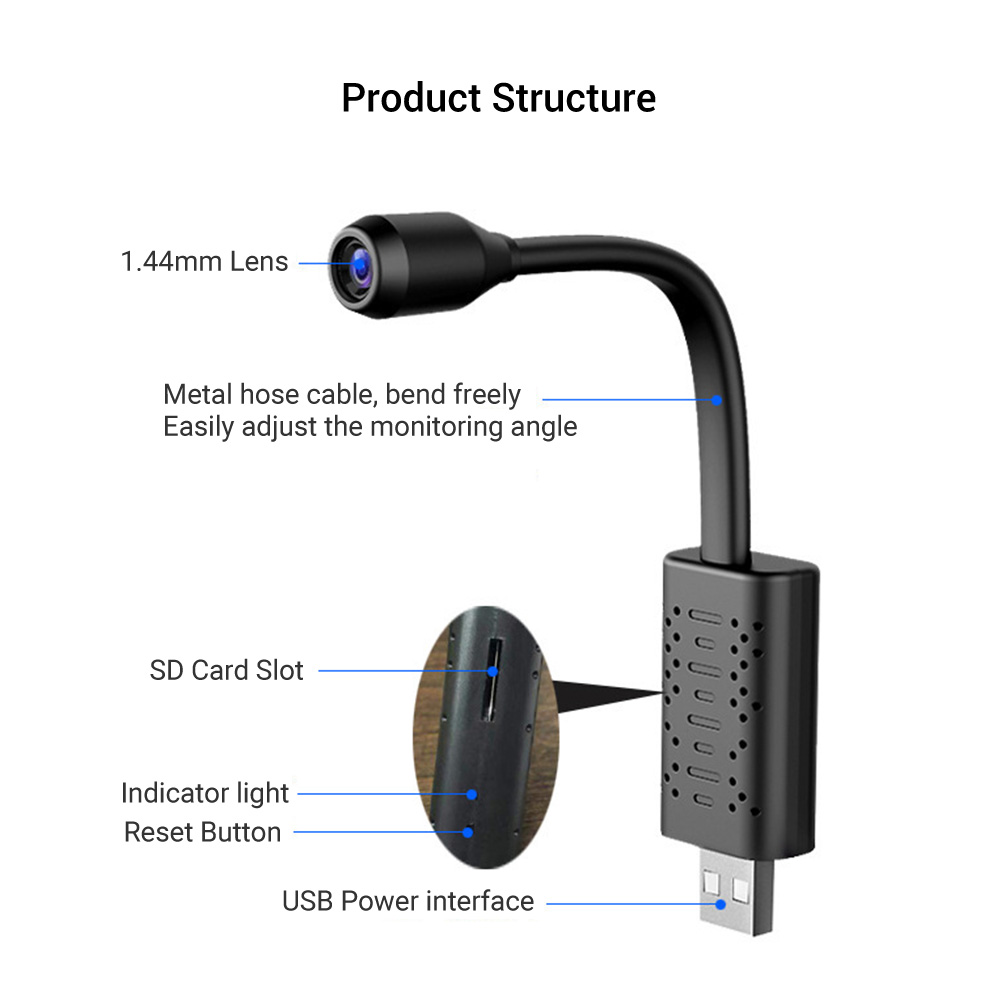 Product Structure
1.44mm Lens
Metal hose cable, bend freely
Easily adjust the monitoring angle
SD Card Slot
Indicator light
Reset Button
USB Power interface